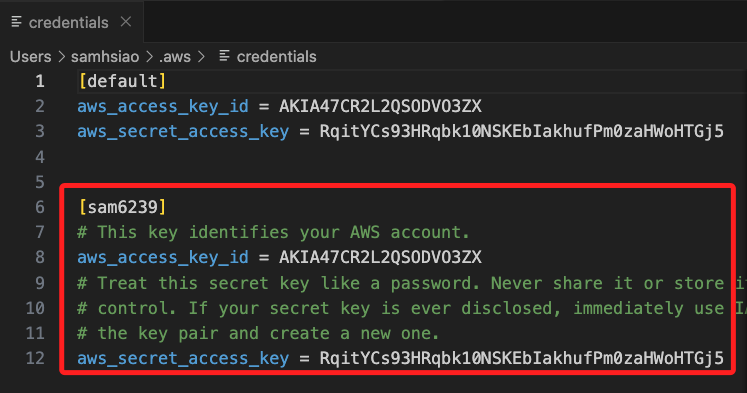 credentials
Users > samhsiao > .aws > credentials
1 [default]
2 aws_access_key_id = AKIA47CR2L2QSODVO3ZX
3 aws_secret_access_key = RqitYCs93HRqbk10NSKEbIakhufPm0zaHWoHTGj5
4
5
6 [sam6239]
7 # This key identifies your AWS account.
8 aws_access_key_id = AKIA47CR2L2QSODVO3ZX
9 # Treat this secret key like a password. Never share it or store
10 # control. If your secret key is ever disclosed, immediately use
11 # the key pair and create a new one.
12 aws_secret_access_key = RqitYCs93HRqbk10NSKEbIakhufPm0zaHWoHTGj5